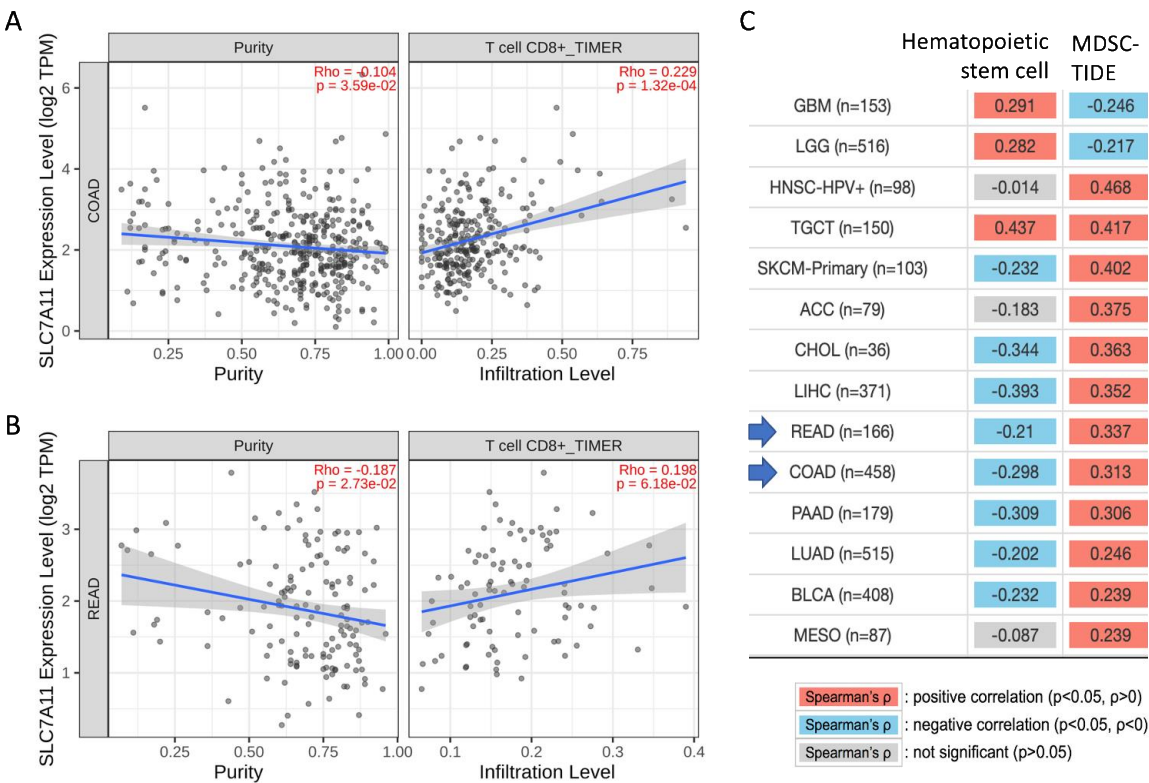 A
Purity
T cell CD8+_TIMER
SLC7A11 Expression Level (log2 TPM)
COAD
Rho = -0.104
p = 3.59e-02
Rho = 0.229
p = 1.32e-04
6
4
2
0
0.25 0.50 0.75 1.00
0.00 0.25 0.50 0.75
Purity
Infiltration Level
B
Purity
T cell CD8+_TIMER
SLC7A11 Expression Level (log2 TPM)
READ
Rho = -0.187
p = 2.73e-02
Rho = 0.198
p = 6.18e-02
3
2
1
0.25 0.50 0.75 1.00
0.1 0.2 0.3 0.4
Purity
Infiltration Level
C
Hematopoietic
stem cell
MDSC-
TIDE
GBM (n=153) 0.291 -0.246
LGG (n=516) 0.282 -0.217
HNSC-HPV+ (n=98) -0.014 0.468
TGCT (n=150) 0.437 0.417
SKCM-Primary (n=103) -0.232 0.402
ACC (n=79) -0.183 0.375
CHOL (n=36) -0.344 0.363
LIHC (n=371) -0.393 0.352
READ (n=166) -0.21 0.337
COAD (n=458) -0.298 0.313
PAAD (n=179) -0.309 0.306
LUAD (n=515) -0.202 0.246
BLCA (n=408) -0.232 0.239
MESO (n=87) -0.087 0.239
Spearman's ρ : positive correlation (p<0.05, ρ>0)
Spearman's ρ : negative correlation (p<0.05, ρ<0)
Spearman's ρ : not significant (p>0.05)